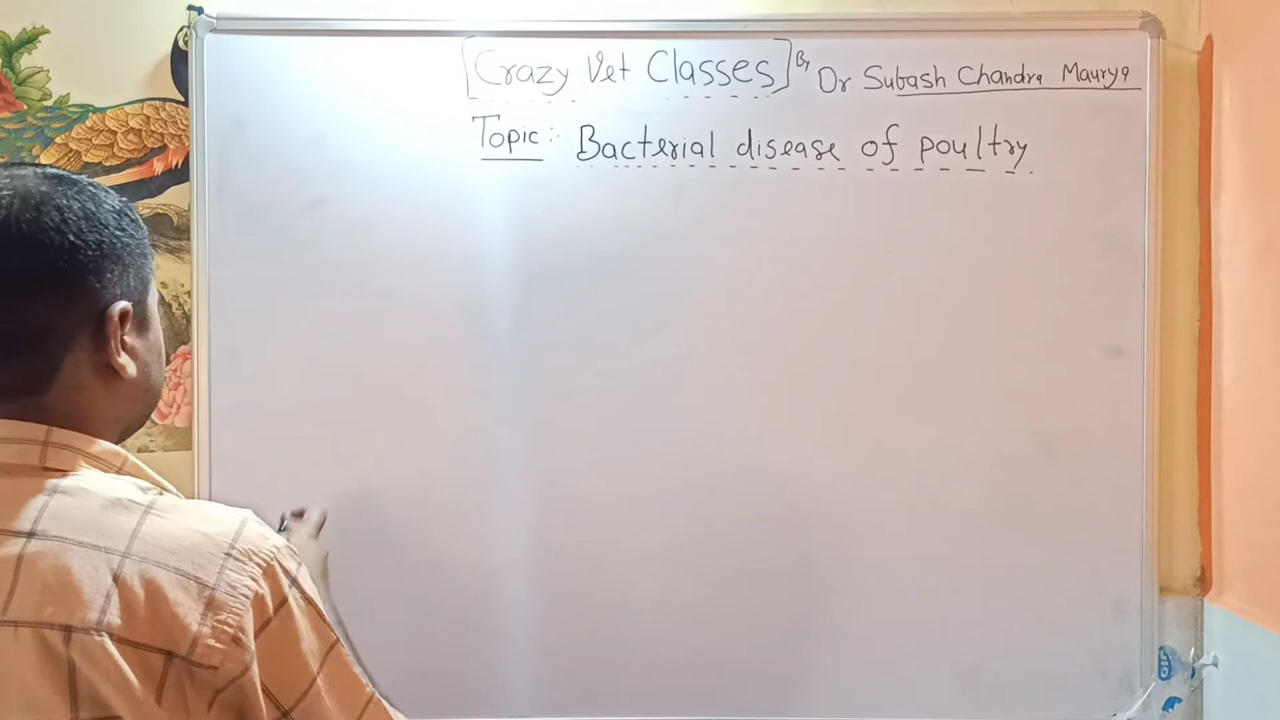 [Crazy Vet Classes] By Dr. Subash Chandra Maurya
Topic:- Bacterial disease of poultry